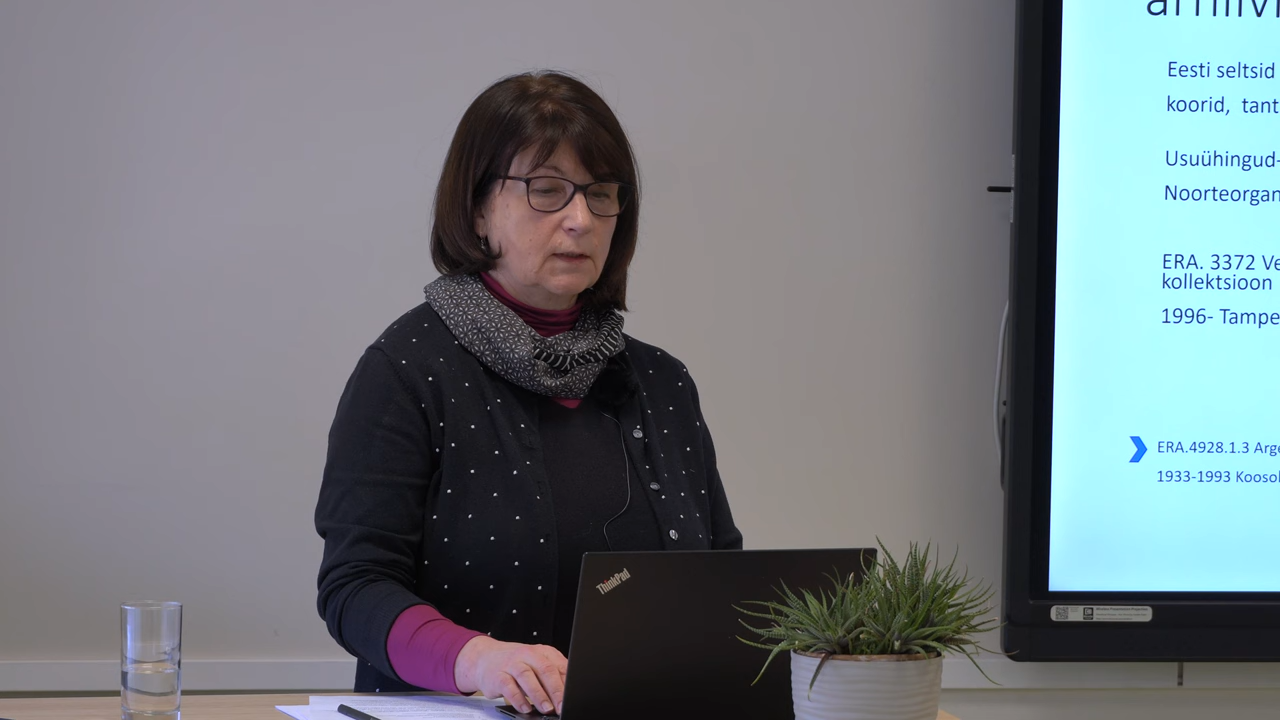 Eesti seltsid
koorid, tant
Usuühingud-
Noorteorgan
ERA. 3372 Ve
kollektsioon
1996- Tampe
ERA.4928.1.3 Arge
1933-1993 Kooso
ThinkPad